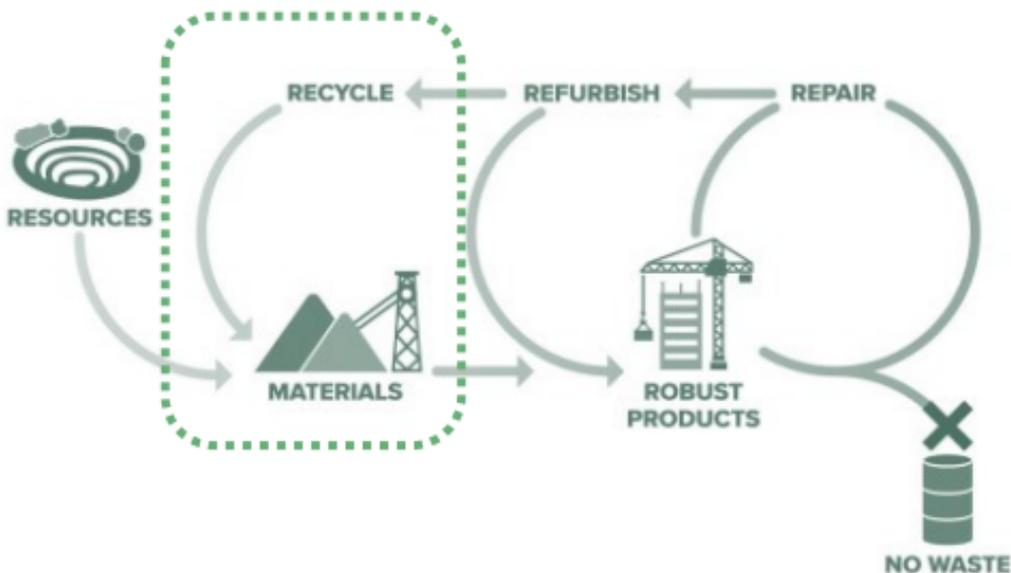 RECYCLE
REFURBISH
REPAIR
RESOURCES
MATERIALS
ROBUST
PRODUCTS
NO WASTE